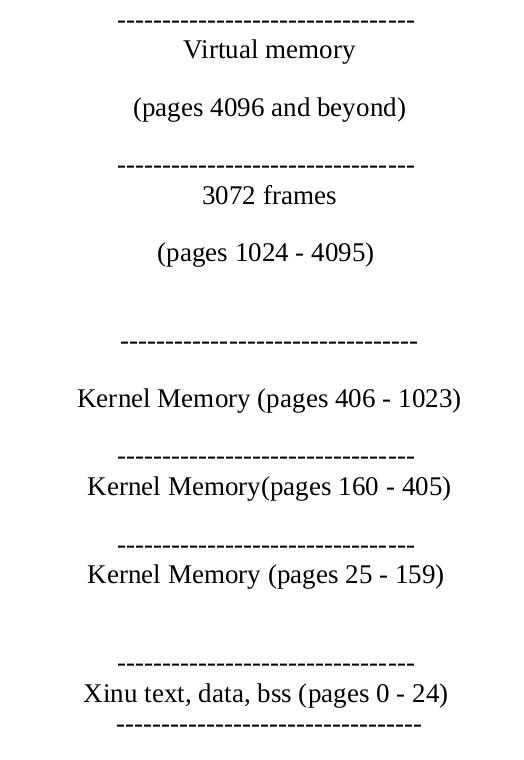 ---------------------------------
Virtual memory
(pages 4096 and beyond)
---------------------------------
3072 frames
(pages 1024 - 4095)
---------------------------------
Kernel Memory (pages 406 - 1023)
---------------------------------
Kernel Memory(pages 160 - 405)
---------------------------------
Kernel Memory (pages 25 - 159)
---------------------------------
Xinu text, data, bss (pages 0 - 24)
----------------------------------